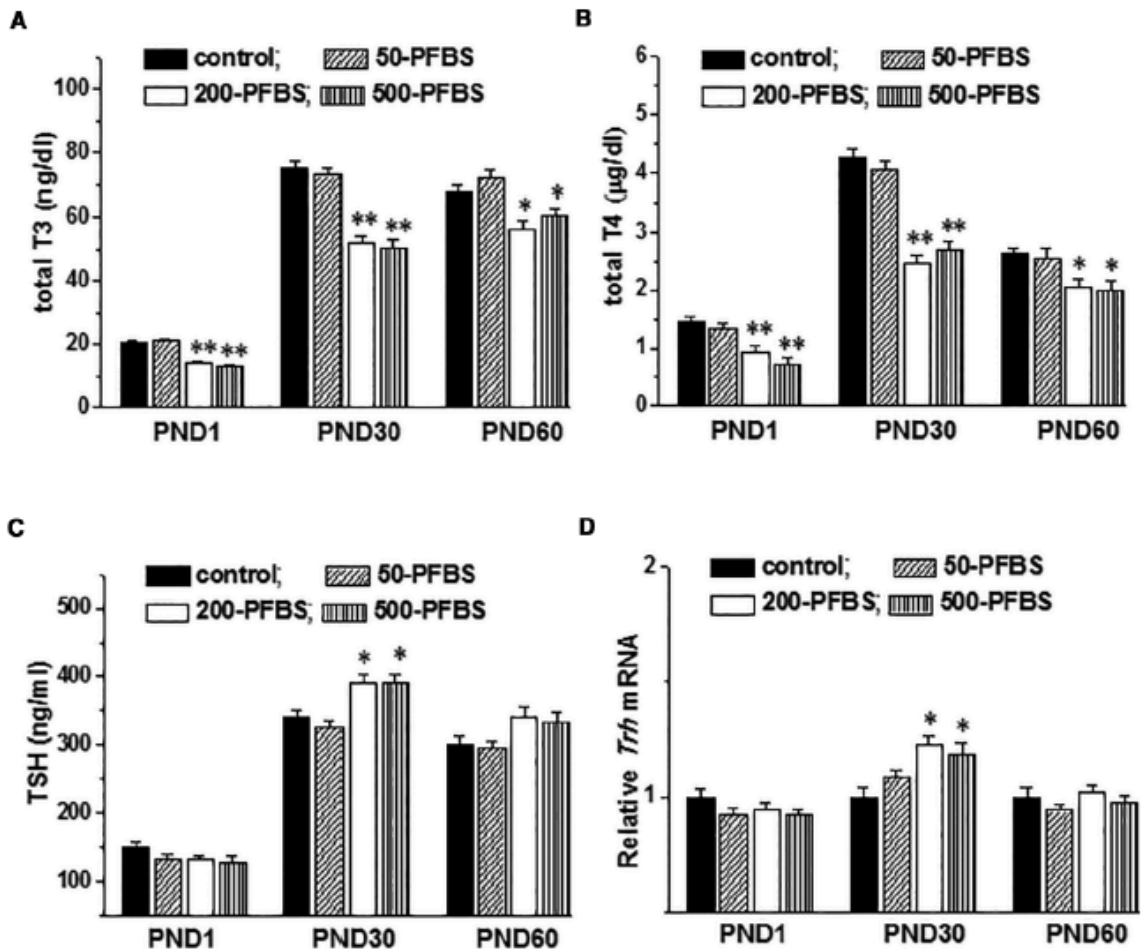 A
control; 50-PFBS
200-PFBS; 500-PFBS
total T3 (ng/dl)
100
80
60
40
20
0
** **
** **
* *
PND1 PND30 PND60
B
control; 50-PFBS
200-PFBS; 500-PFBS
total T4 (µg/dl)
6
5
4
3
2
1
0
** **
** **
* *
PND1 PND30 PND60
C
control; 50-PFBS
200-PFBS; 500-PFBS
TSH (ng/ml)
500
400
300
200
100
* *
PND1 PND30 PND60
D
control; 50-PFBS
200-PFBS; 500-PFBS
Relative Trh mRNA
2
1
* *
PND1 PND30 PND60